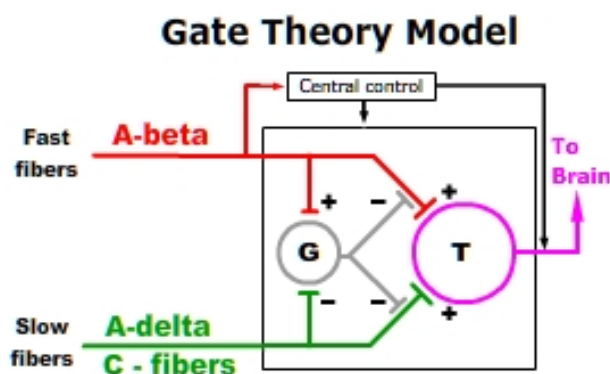 Gate Theory Model
Central control
Fast
fibers
A-beta
To
Brain
+
+
−
G
T
−
−
+
Slow
fibers
A-delta
C - fibers